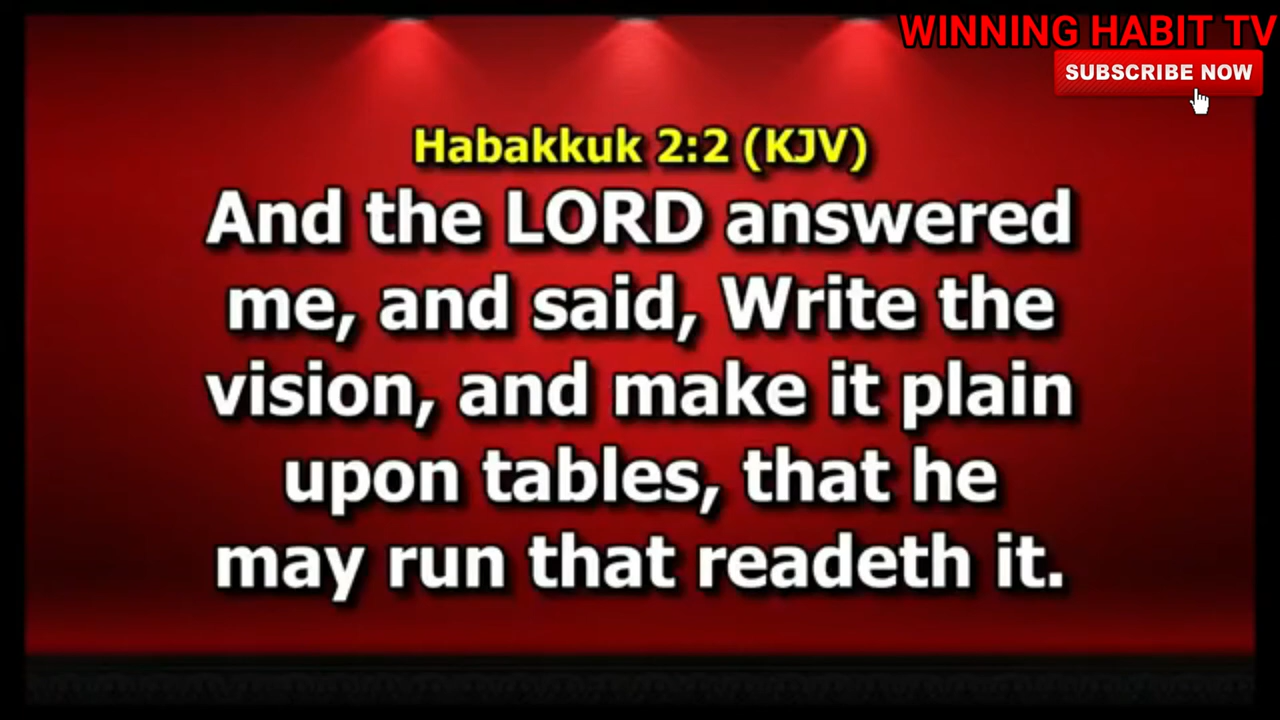 WINNING HABIT TV
SUBSCRIBE NOW
Habakkuk 2:2 (KJV)
And the LORD answered
me, and said, Write the
vision, and make it plain
upon tables, that he
may run that readeth it.